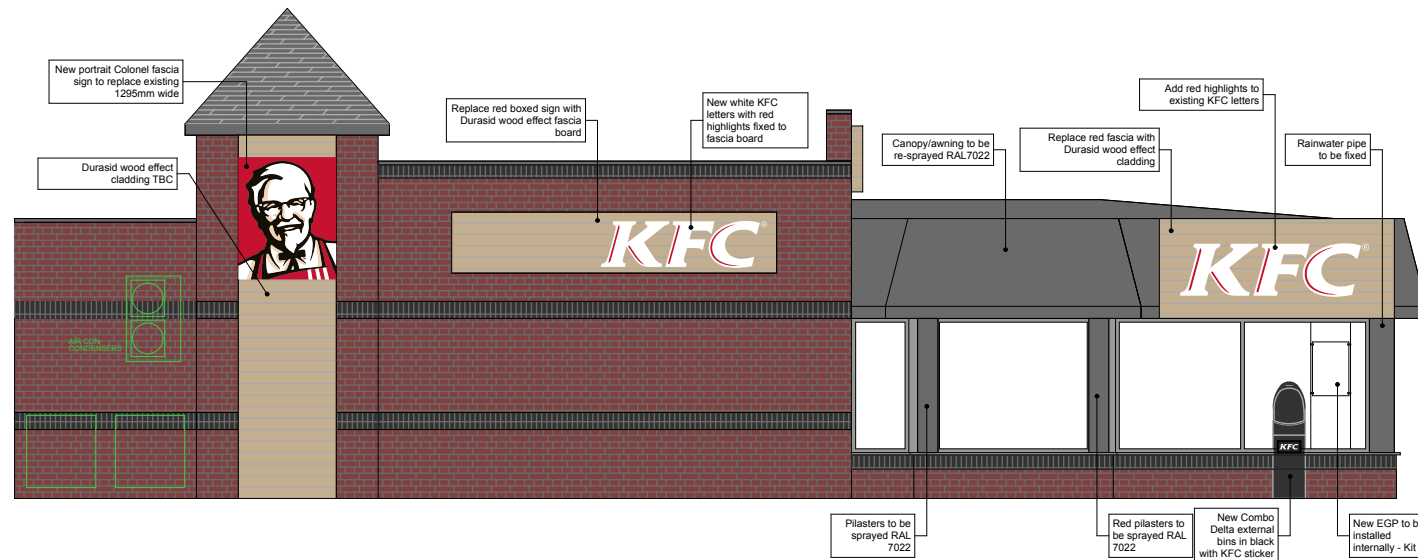 New portrait Colonel fascia
sign to replace existing
1295mm wide
Durasid wood effect
cladding TBC
Replace red boxed sign with
Durasid wood effect fascia
board
New white KFC
letters with red
highlights fixed to
fascia board
Canopy/awning to be
re-sprayed RAL7022
Replace red fascia with
Durasid wood effect
cladding
Add red highlights to
existing KFC letters
Rainwater pipe
to be fixed
KFC®
KFC®
AIR CON
CONDENSERS
KFC
Pilasters to be
sprayed RAL
7022
Red pilasters to
be sprayed RAL
7022
New Combo
Delta external
bins in black
with KFC sticker
New EGP to b
installed
internally - Kit